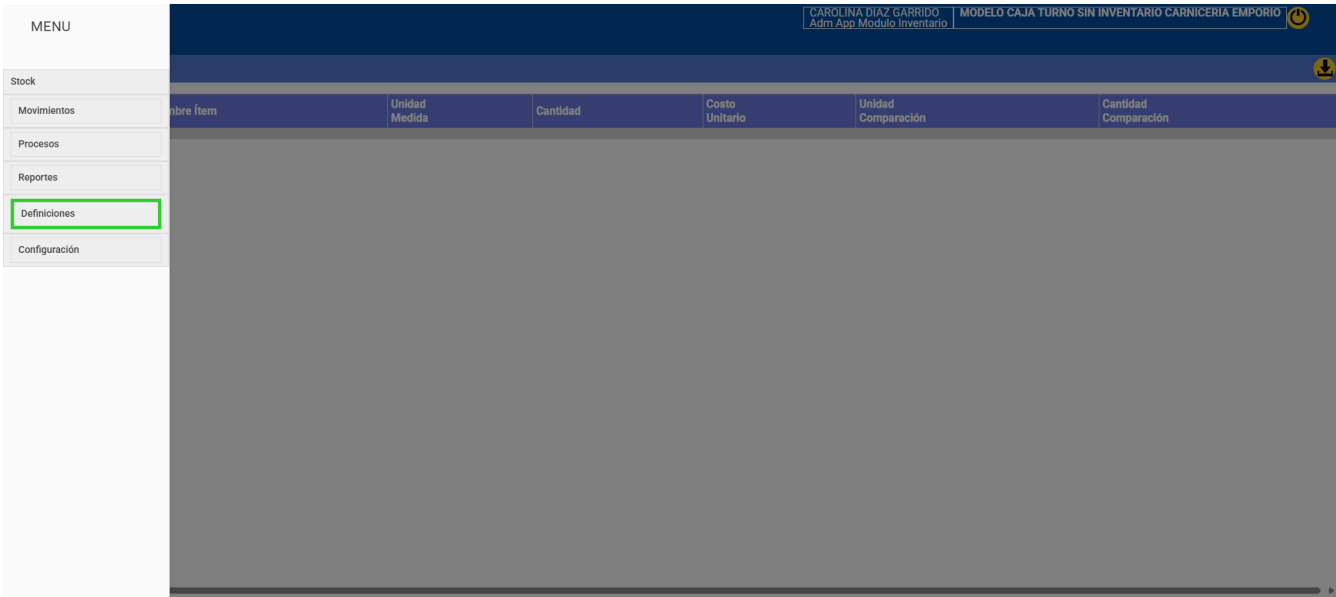 MENU
CAROLINA DIAZ GARRIDO
Adm App Modulo Inventario
MODELO CAJA TURNO SIN INVENTARIO CARNICERIA EMPORIO
Stock
Movimientos
Procesos
Reportes
Definiciones
Configuración
mbre Ítem
Unidad
Medida
Cantidad
Costo
Unitario
Unidad
Comparación
Cantidad
Comparación